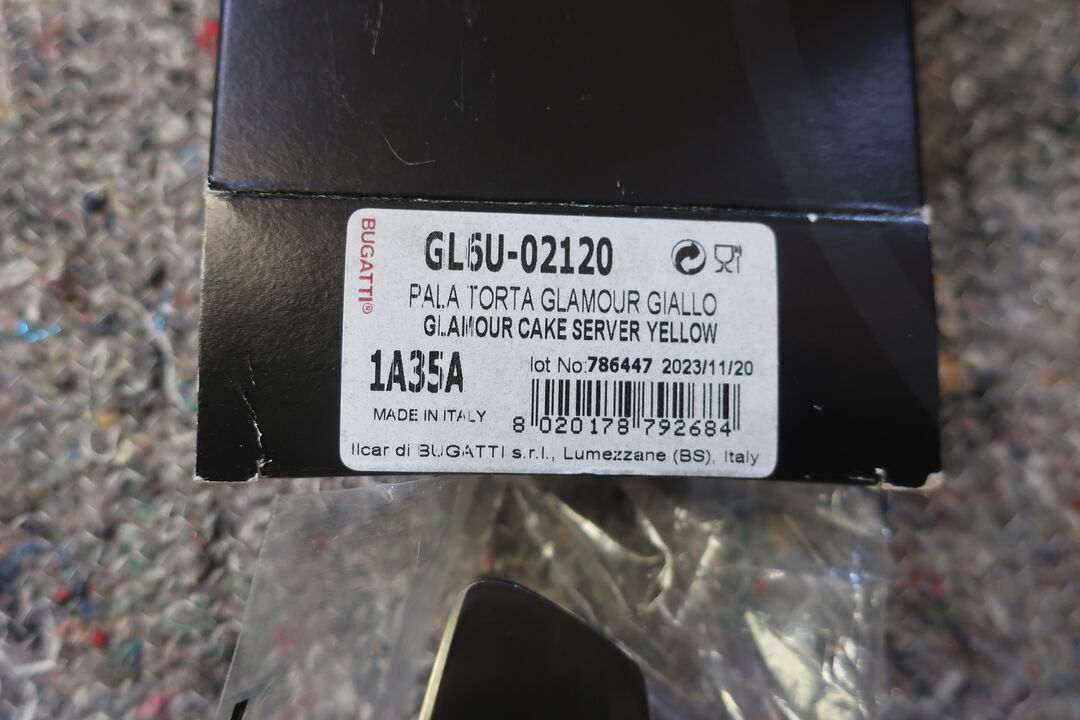 BUGATTI®
GL6U-02120
PALA TORTA GLAMOUR GIALLO
GLAMOUR CAKE SERVER YELLOW
1A35A
lot No:786447 2023/11/20
MADE IN ITALY
8 020178 792684
Ilcar di BUGATTI s.r.l., Lumezzane (BS), Italy